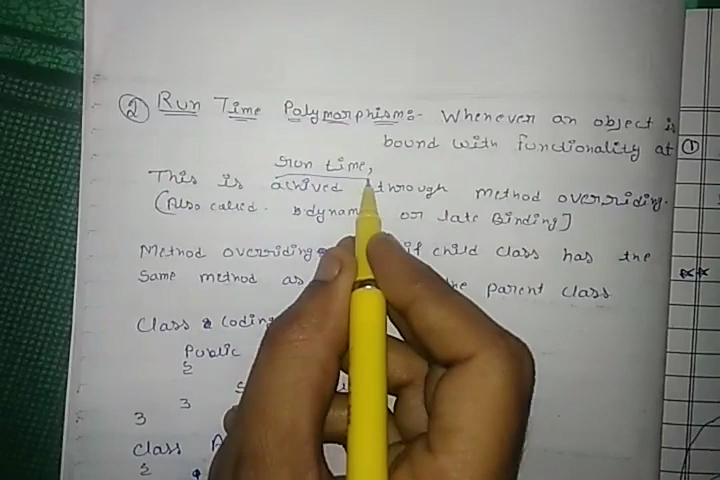 ② Run Time Polymorphism:- Whenever an object is
bound with functionality at
run time,
This is achived through method overriding.
(Also called dynam or late Binding]
Method overriding if child class has the
Same method as the parent class
Class Coding
Public
{
}
}
Class A
{
①